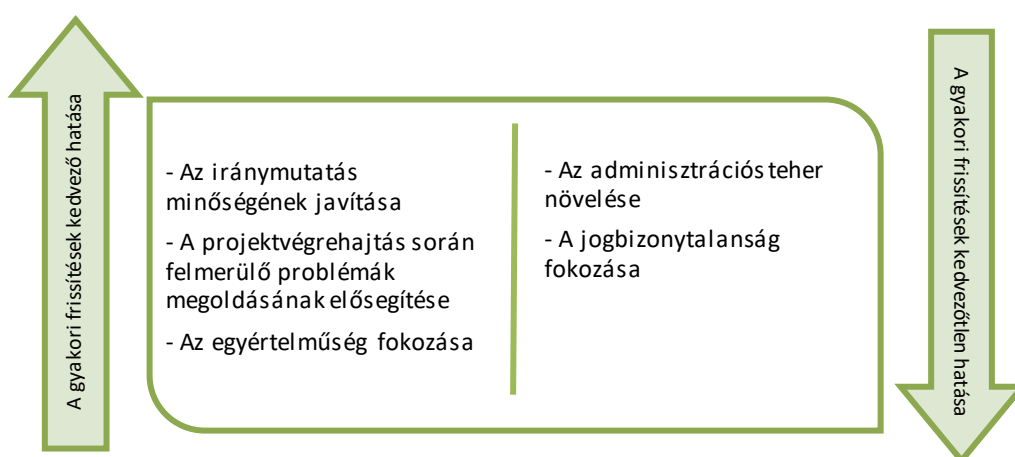 A gyakori frissítések kedvező hatása
- Az iránymutatás
minőségének javítása
- A projektvégrehajtás során
felmerülő problémák
megoldásának elősegítése
- Az egyértelműség fokozása
- Az adminisztrációs teher
növelése
- A jogbizonytalanság
fokozása
A gyakori frissítések kedvezőtlen hatása